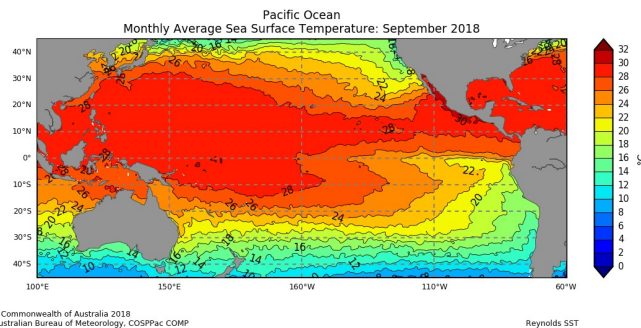 Pacific Ocean
Monthly Average Sea Surface Temperature: September 2018
40°N
30°N
20°N
10°N
0°
10°S
20°S
30°S
40°S
100°E
150°E
160°W
110°W
60°W
32
30
28
26
24
22
20
18
16
14
12
10
8
6
4
2
0
°C
Commonwealth of Australia 2018
ustralian Bureau of Meteorology, COSPPac COMP
Reynolds SST